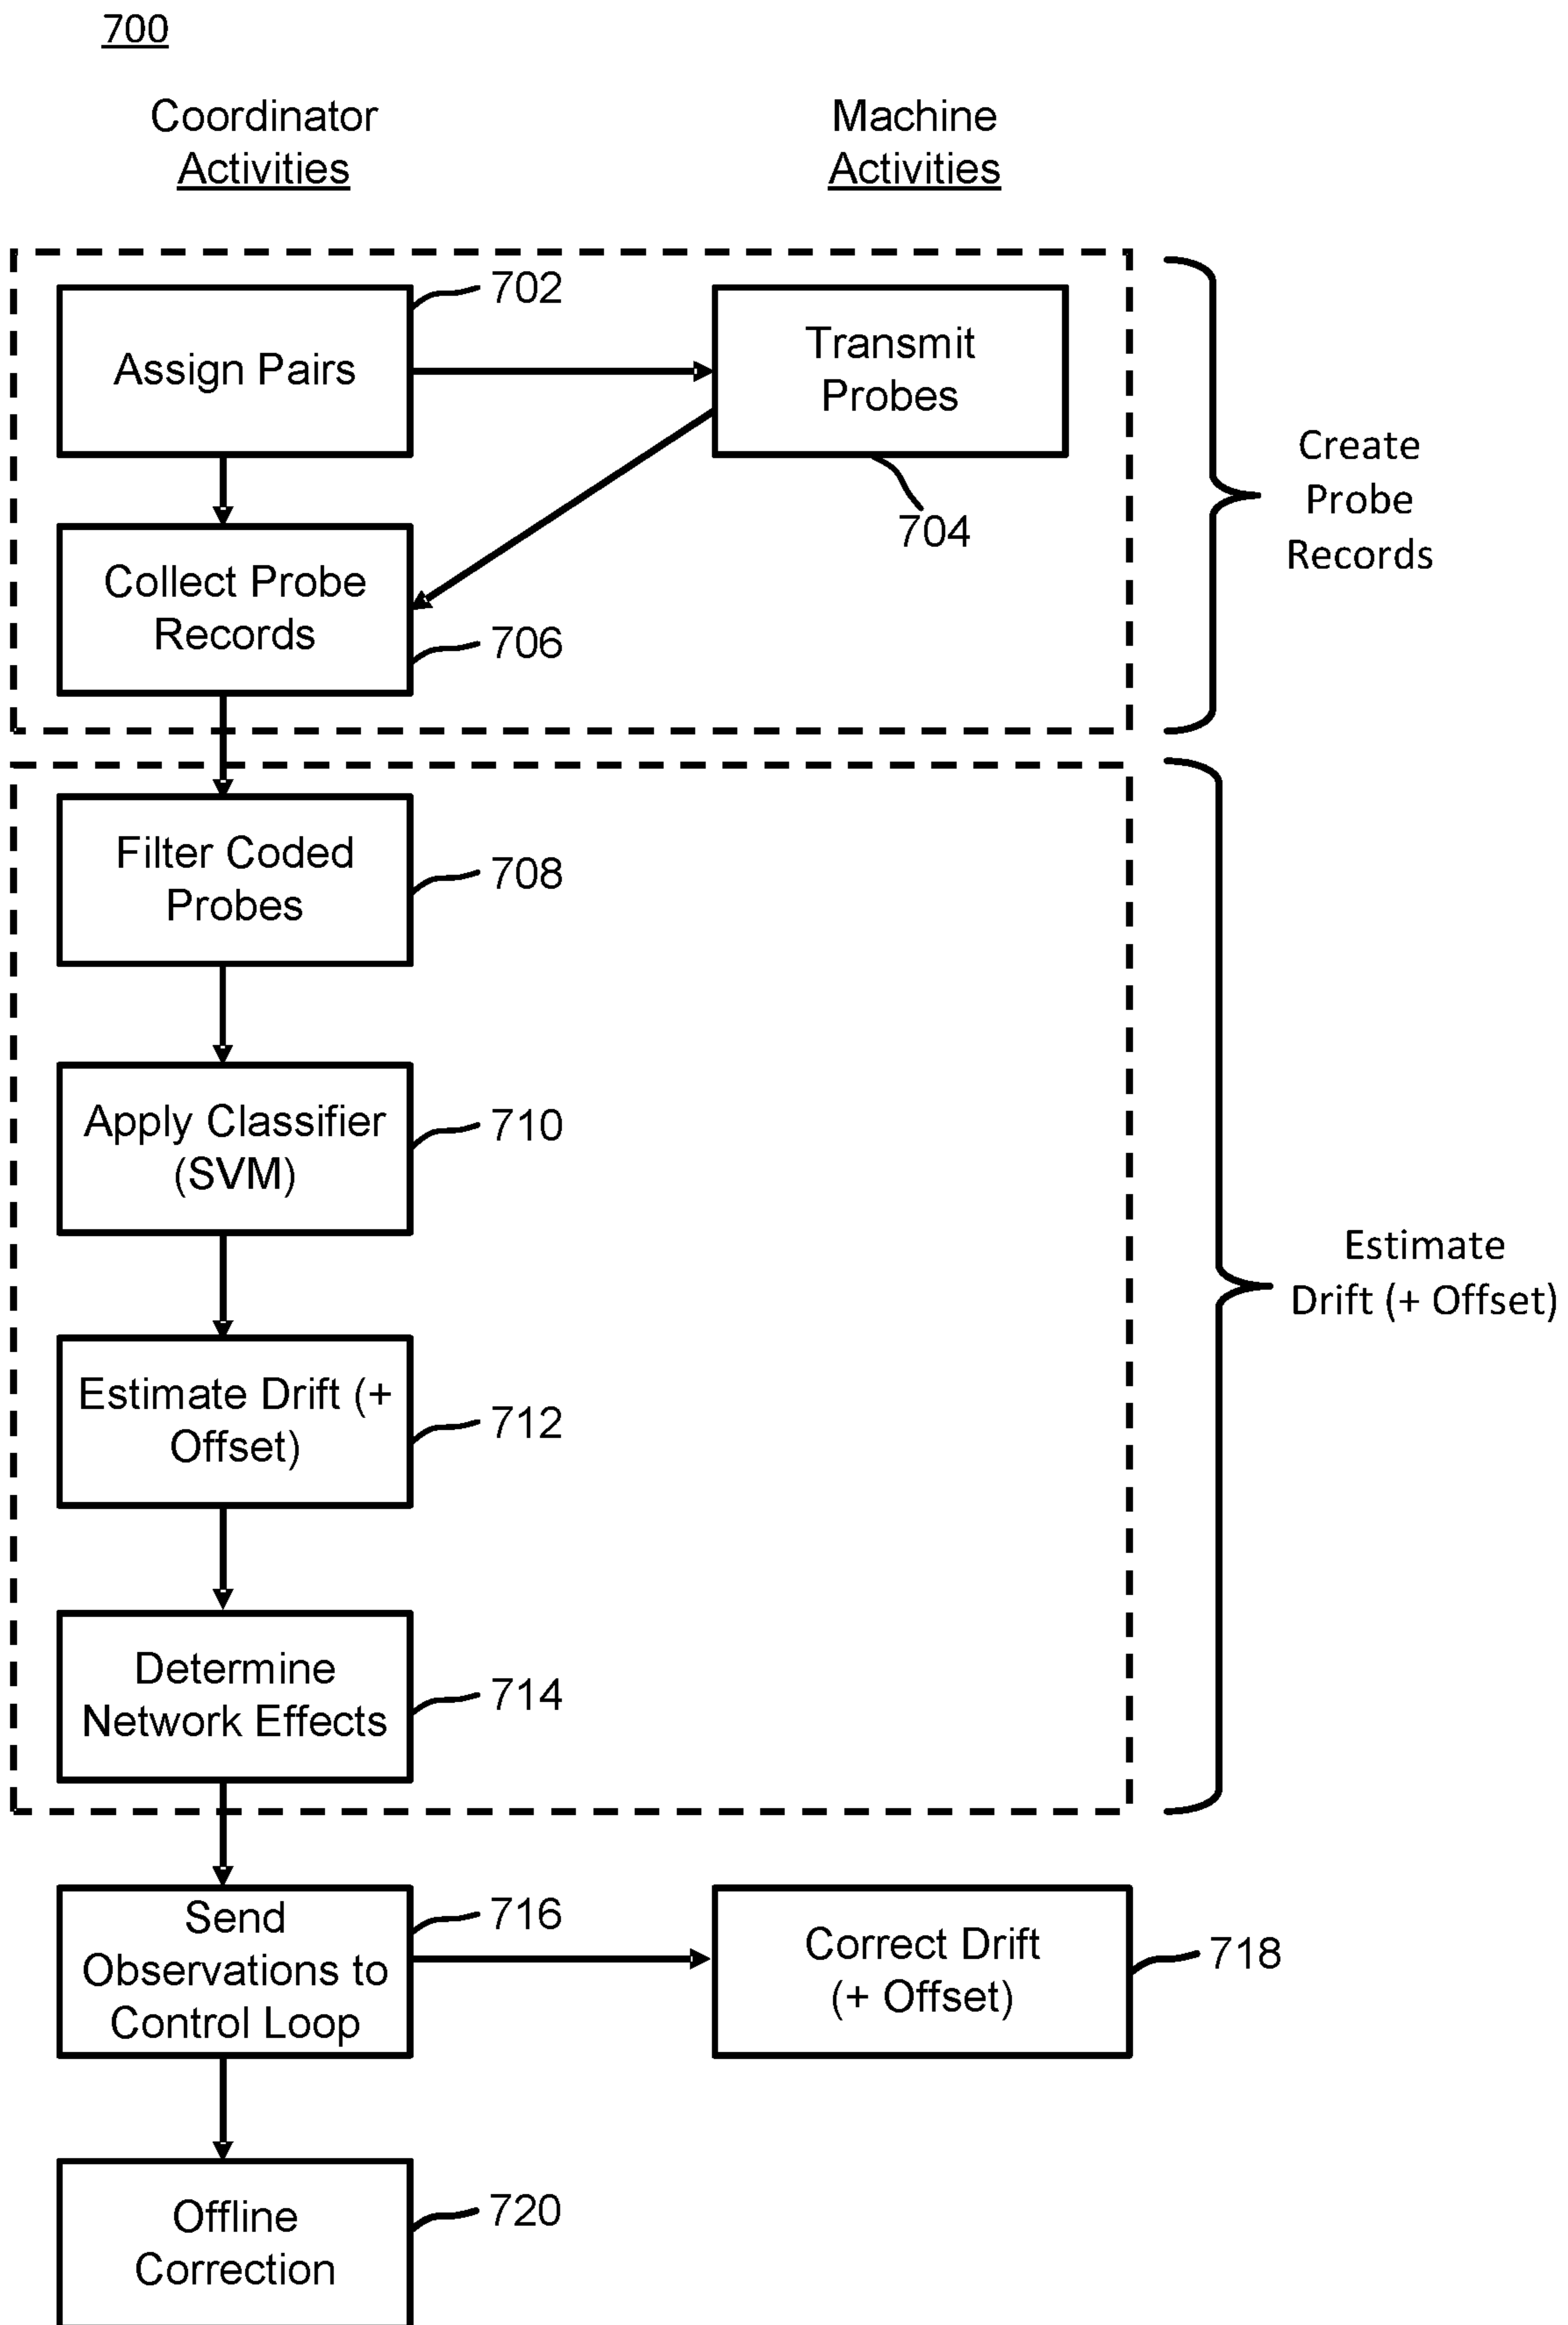 700
Coordinator
Activities
Machine
Activities
702
Assign Pairs
Transmit
Probes
704
Create
Probe
Records
Collect Probe
Records
706
Filter Coded
Probes
708
Apply Classifier
(SVM)
710
Estimate
Drift (+ Offset)
Estimate Drift (+
Offset)
712
Determine
Network Effects
714
Send
Observations to
Control Loop
716
Correct Drift
(+ Offset)
718
Offline
Correction
720